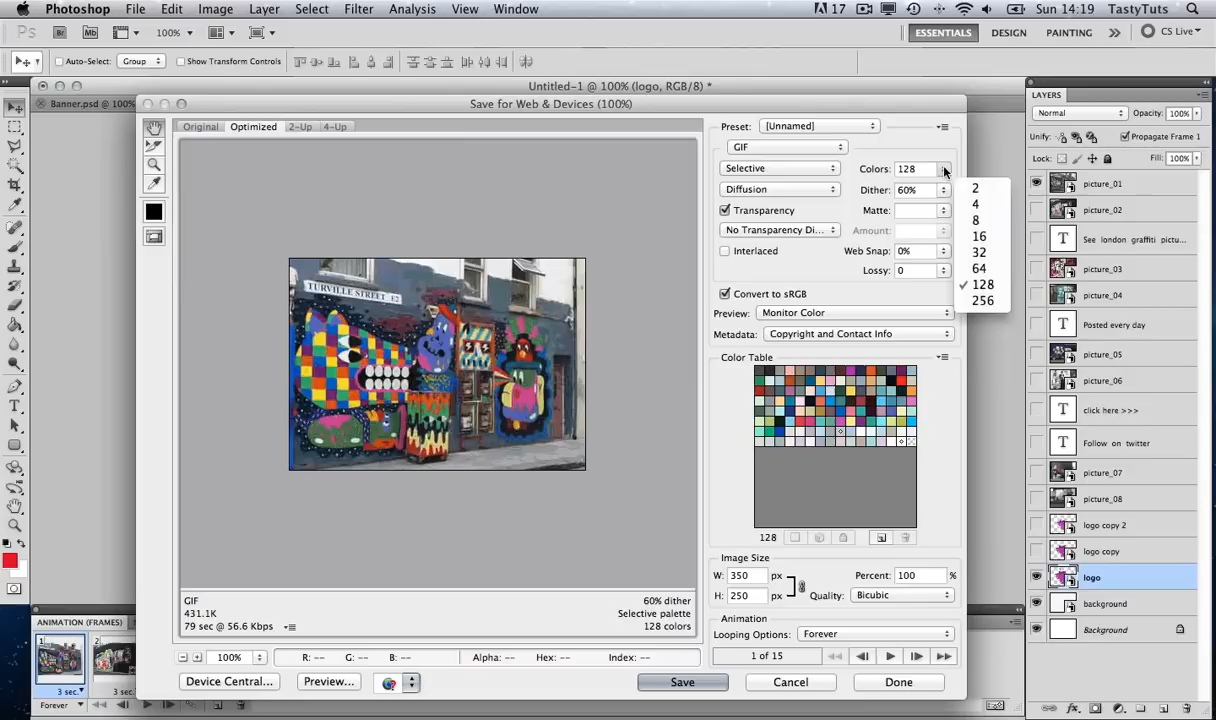 Photoshop File Edit Image Layer Select Filter Analysis View Window 17 Sun 14:19 TastyTuts
Ps Br Mb 100% ESSENTIALS DESIGN PAINTING >> CS Live
Auto-Select: Group Show Transform Controls
Untitled-1 @ 100% (logo, RGB/8) *
Banner.psd @ 100%
Save for Web & Devices (100%)
Original Optimized 2-Up 4-Up
Preset: [Unnamed]
GIF
Selective Colors: 128
Diffusion Dither: 60%
Transparency Matte:
No Transparency Di... Amount:
Interlaced Web Snap: 0%
Lossy: 0
2
4
8
16
32
64
128
256
Convert to sRGB
Preview: Monitor Color
Metadata: Copyright and Contact Info
Color Table
128
Image Size
W: 350 px Percent: 100 %
H: 250 px Quality: Bicubic
Animation
Looping Options: Forever
1 of 15
TURVILLE STREET E2
GIF
431.1K
79 sec @ 56.6 Kbps
60% dither
Selective palette
128 colors
100% R: -- G: -- B: -- Alpha: -- Hex: -- Index: --
Device Central... Preview... Save Cancel Done
LAYERS
Normal Opacity: 100%
Unify: Propagate Frame 1
Lock: Fill: 100%
picture_01
picture_02
T See london graffiti pictu...
picture_03
picture_04
T Posted every day
picture_05
picture_06
T click here >>>
T Follow on twitter
picture_07
picture_08
logo copy 2
logo copy
logo
background
Background
ANIMATION (FRAMES)
1 2
3 sec. 3 sec.
Forever